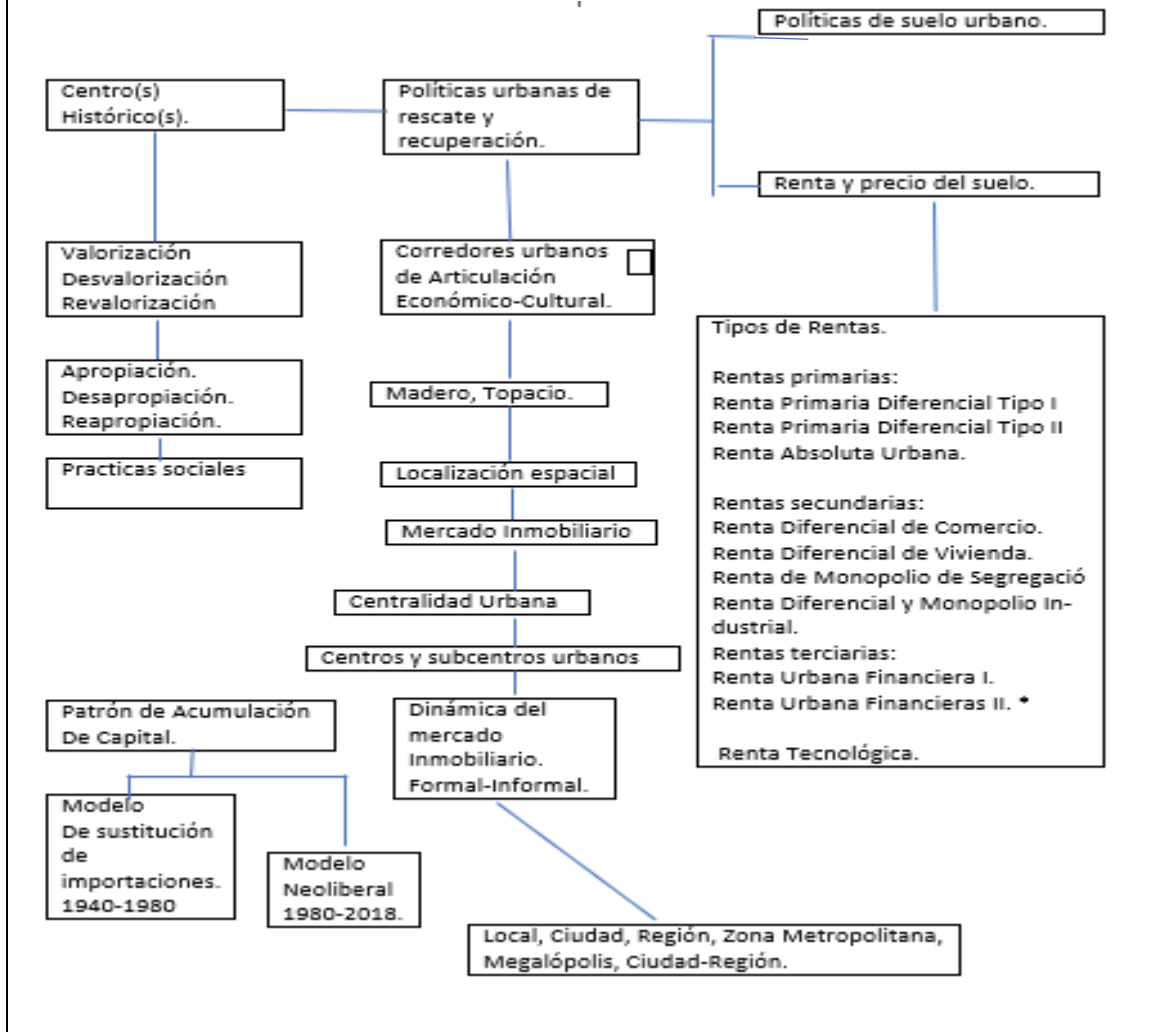 Políticas de suelo urbano.
Centro(s)
Histórico(s).
Políticas urbanas de
rescate y
recuperación.
Renta y precio del suelo.
Valorización
Desvalorización
Revalorización
Corredores urbanos
de Articulación
Económico-Cultural.
Apropiación.
Desapropiación.
Reapropiación.
Madero, Topacio.
Practicas sociales
Localización espacial
Mercado Inmobiliario
Centralidad Urbana
Centros y subcentros urbanos
Tipos de Rentas.
Rentas primarias:
Renta Primaria Diferencial Tipo I
Renta Primaria Diferencial Tipo II
Renta Absoluta Urbana.
Rentas secundarias:
Renta Diferencial de Comercio.
Renta Diferencial de Vivienda.
Renta de Monopolio de Segregació
Renta Diferencial y Monopolio In-
dustrial.
Rentas terciarias:
Renta Urbana Financiera I.
Renta Urbana Financieras II. *
Renta Tecnológica.
Patrón de Acumulación
De Capital.
Dinámica del
mercado
Inmobiliario.
Formal-Informal.
Modelo
De sustitución
de
importaciones.
1940-1980
Modelo
Neoliberal
1980-2018.
Local, Ciudad, Región, Zona Metropolitana,
Megalópolis, Ciudad-Región.